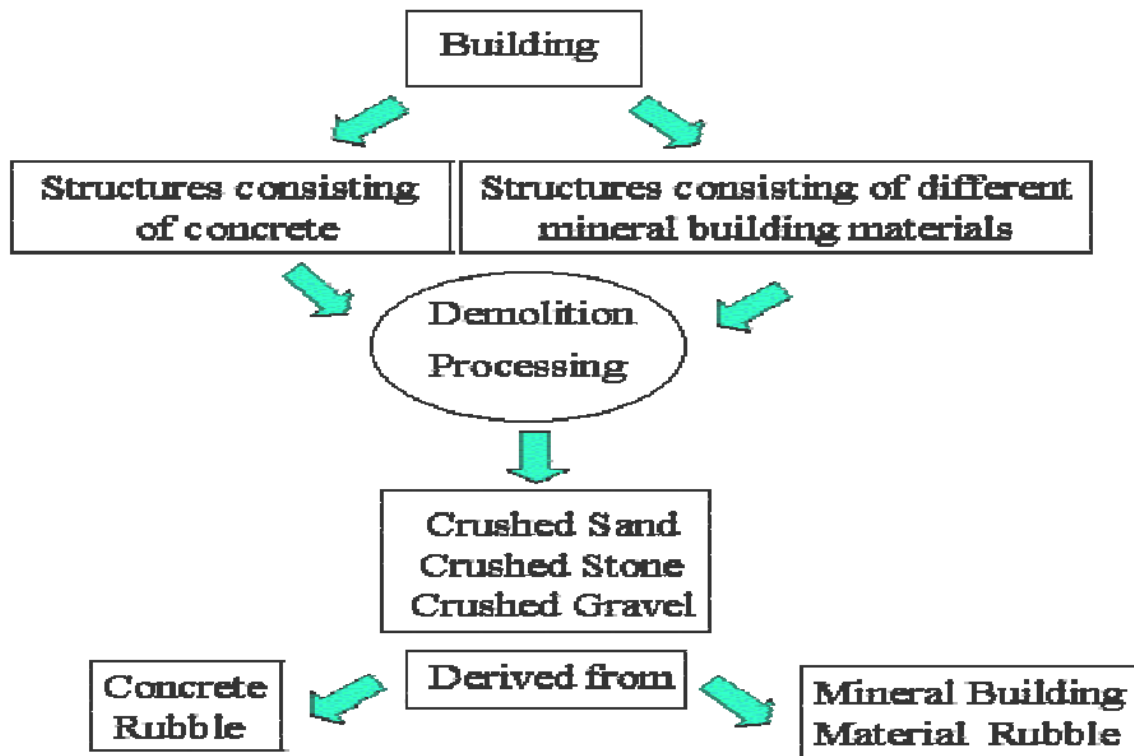 Building
Structures consisting
of concrete
Structures consisting of different
mineral building materials
Demolition
Processing
Crushed Sand
Crushed Stone
Crushed Gravel
Derived from
Concrete
Rubble
Mineral Building
Material Rubble